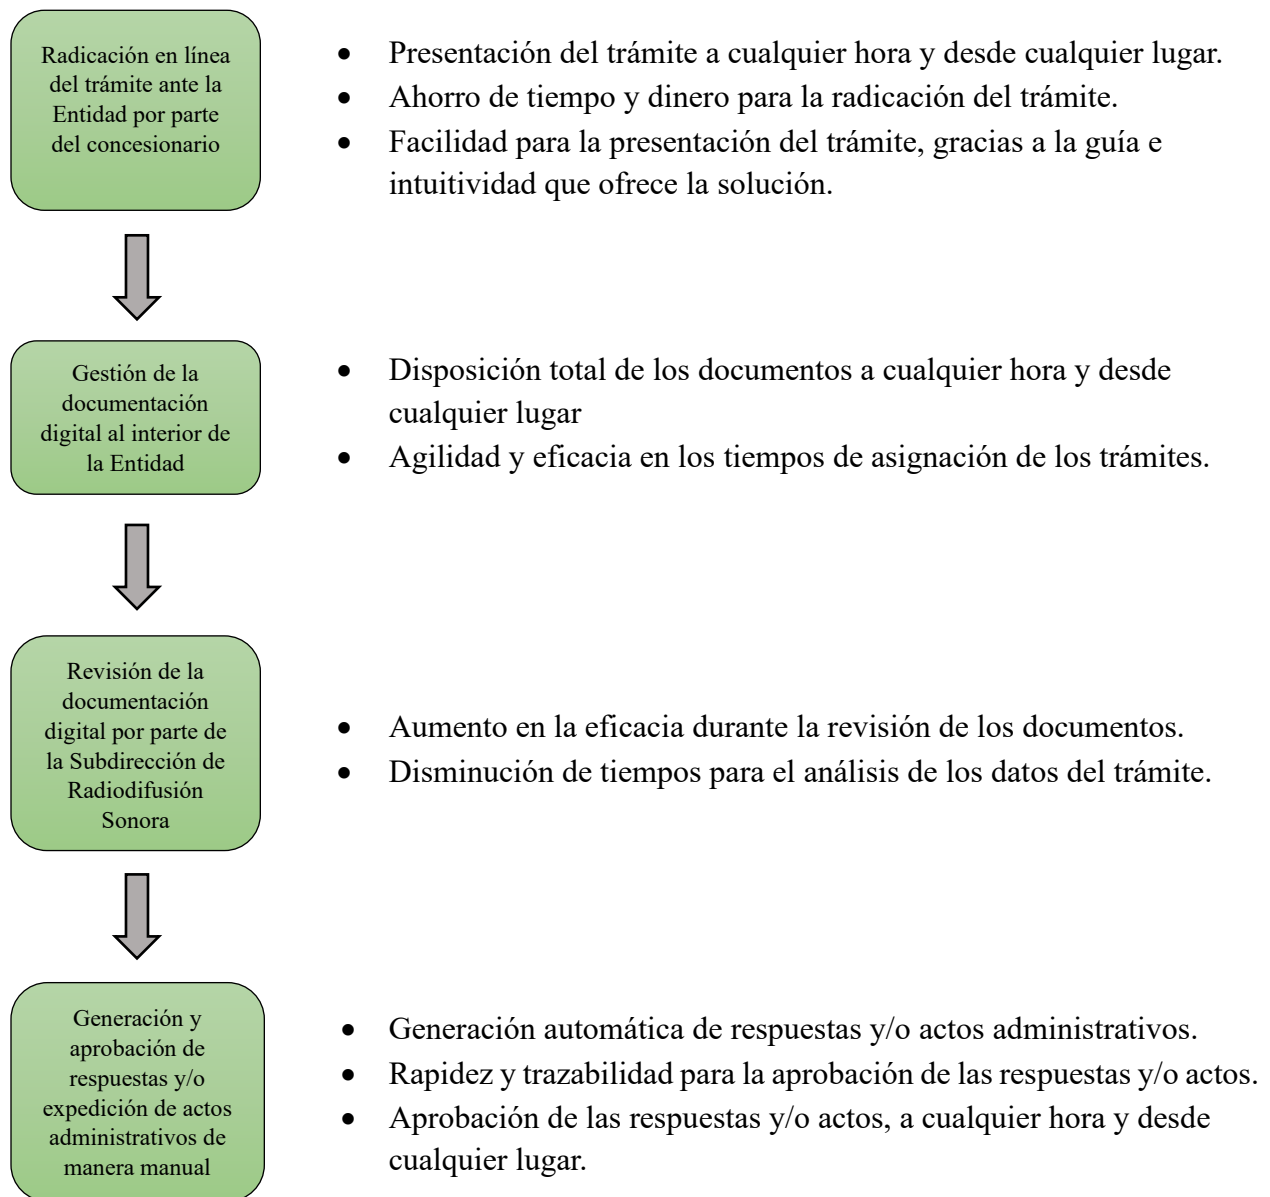 Radicación en línea
del trámite ante la
Entidad por parte
del concesionario
• Presentación del trámite a cualquier hora y desde cualquier lugar.
• Ahorro de tiempo y dinero para la radicación del trámite.
• Facilidad para la presentación del trámite, gracias a la guía e
intuitividad que ofrece la solución.
Gestión de la
documentación
digital al interior de
la Entidad
• Disposición total de los documentos a cualquier hora y desde
cualquier lugar
• Agilidad y eficacia en los tiempos de asignación de los trámites.
Revisión de la
documentación
digital por parte de
la Subdirección de
Radiodifusión
Sonora
• Aumento en la eficacia durante la revisión de los documentos.
• Disminución de tiempos para el análisis de los datos del trámite.
Generación y
aprobación de
respuestas y/o
expedición de actos
administrativos de
manera manual
• Generación automática de respuestas y/o actos administrativos.
• Rapidez y trazabilidad para la aprobación de las respuestas y/o actos.
• Aprobación de las respuestas y/o actos, a cualquier hora y desde
cualquier lugar.